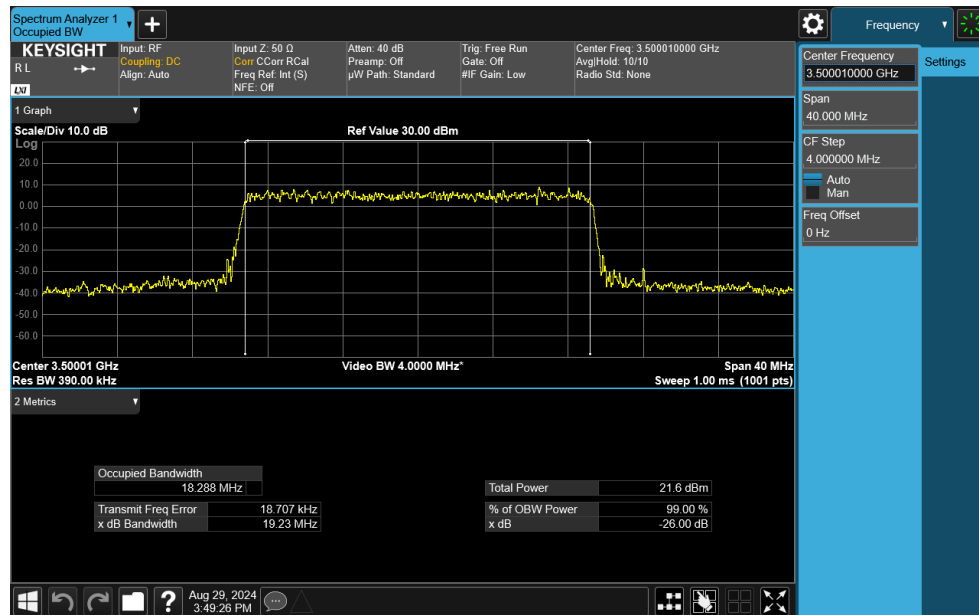 Spectrum Analyzer 1
Occupied BW
Frequency
KEYSIGHT
R L
LXI
Input: RF
Coupling: DC
Align: Auto
Input Z: 50 Ω
Corr CCorr RCal
Freq Ref: Int (S)
NFE: Off
Atten: 40 dB
Preamp: Off
µW Path: Standard
Trig: Free Run
Gate: Off
#IF Gain: Low
Center Freq: 3.500010000 GHz
Avg|Hold: 10/10
Radio Std: None
Center Frequency
3.500010000 GHz
Settings
Span
40.000 MHz
CF Step
4.000000 MHz
Auto
Man
Freq Offset
0 Hz
1 Graph
Scale/Div 10.0 dB
Ref Value 30.00 dBm
Log
20.0
10.0
0.00
-10.0
-20.0
-30.0
-40.0
-50.0
-60.0
Center 3.50001 GHz
Video BW 4.0000 MHz*
Span 40 MHz
Res BW 390.00 kHz
Sweep 1.00 ms (1001 pts)
2 Metrics
Occupied Bandwidth
18.288 MHz
Total Power 21.6 dBm
Transmit Freq Error 18.707 kHz
% of OBW Power 99.00 %
x dB Bandwidth 19.23 MHz
x dB -26.00 dB
?
Aug 29, 2024
3:49:26 PM